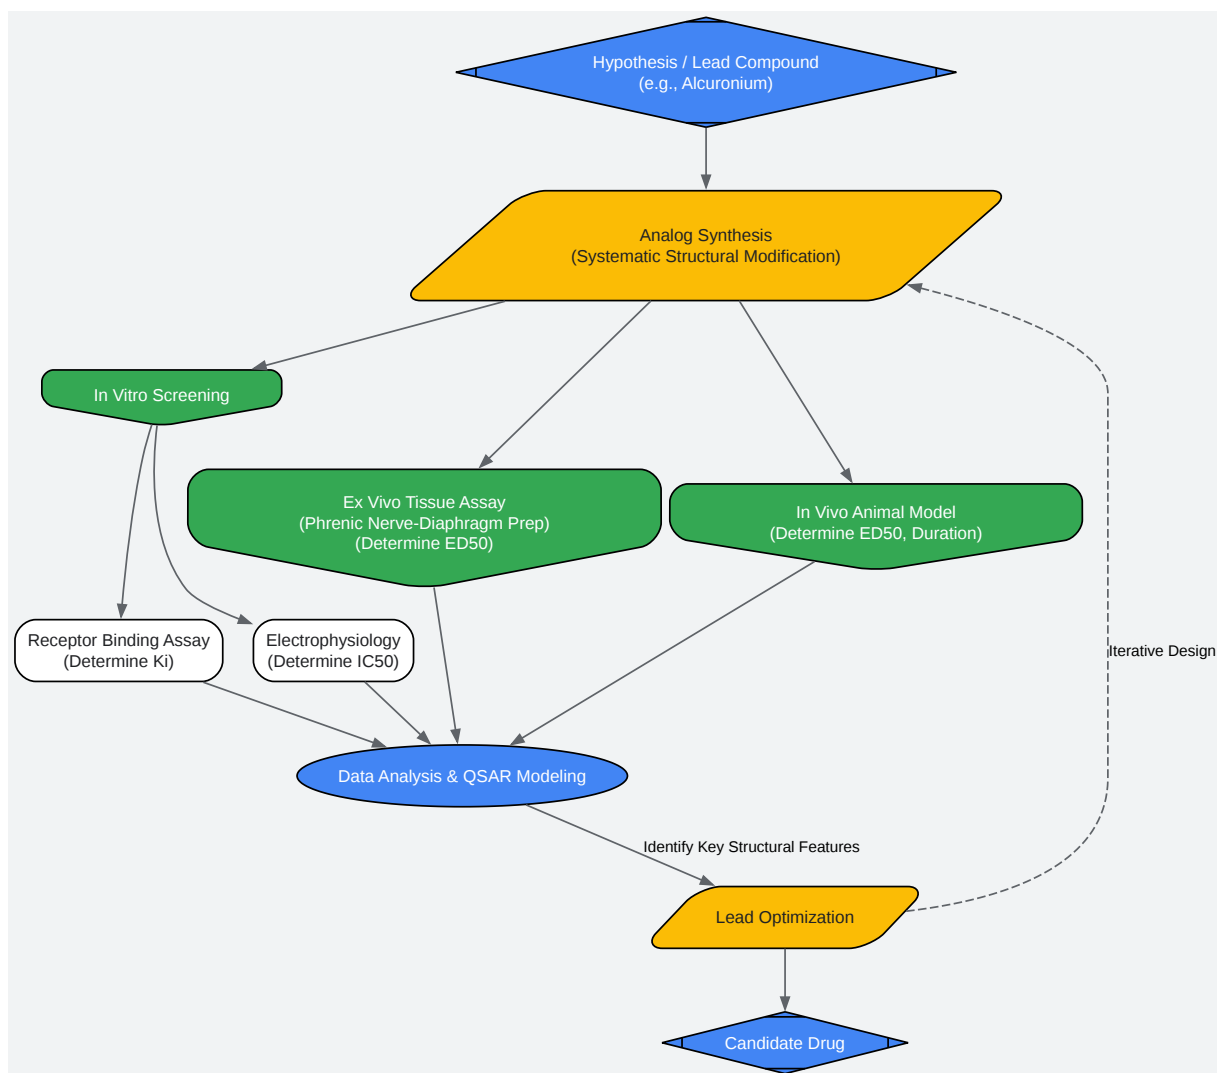 Hypothesis / Lead Compound
(e.g., Alcuronium)
Analog Synthesis
(Systematic Structural Modification)
In Vitro Screening
Ex Vivo Tissue Assay
(Phrenic Nerve-Diaphragm Prep)
(Determine ED50)
In Vivo Animal Model
(Determine ED50, Duration)
Receptor Binding Assay
(Determine Ki)
Electrophysiology
(Determine IC50)
Iterative Design
Data Analysis & QSAR Modeling
Identify Key Structural Features
Lead Optimization
Candidate Drug